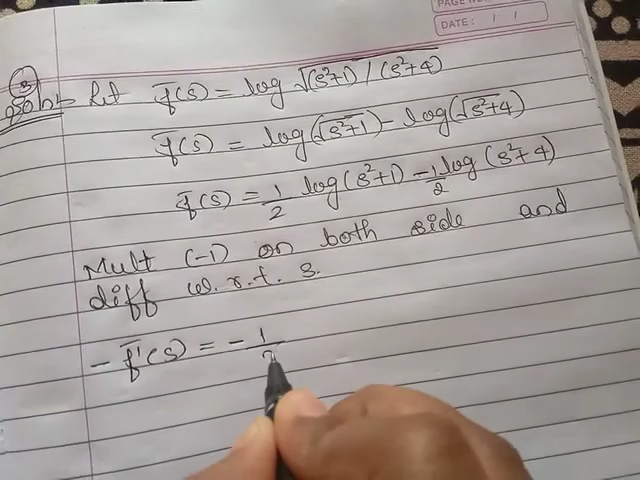 PAGE NO.
DATE: / /
③
Soln:- Let f̄(s) = log √(s²+1) / (s²+4)
f̄(s) = log(√s²+1) - log(√s²+4)
f̄(s) = 1/2 log(s²+1) - 1/2 log(s²+4)
Mult (-1) on both side and
diff w.r.t. s.
- f̄'(s) = - 1/2